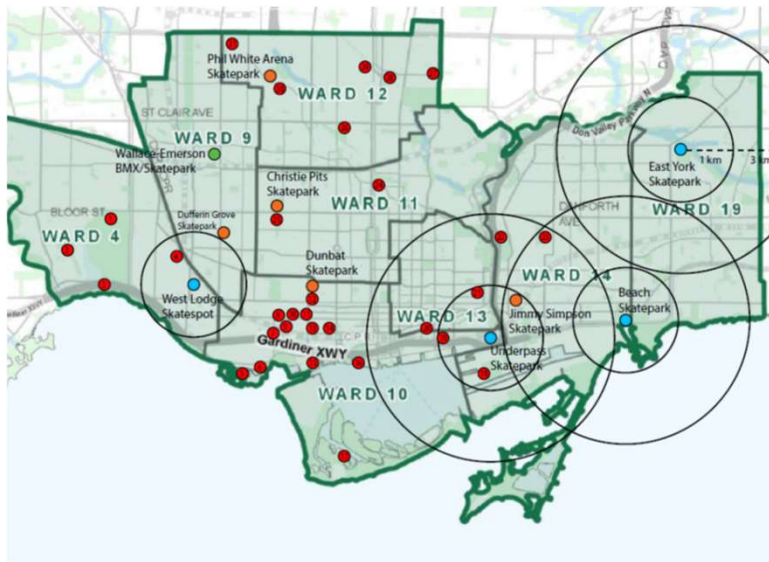 D.V.P. N
Phil White Arena
Skatepark
WARD 12
Don Valley Parkway N
ST CLAIR AVE
WARD 9
Wallace-Emerson
BMX/Skatepark
1 km
3 km
East York
Skatepark
Christie Pits
Skatepark
WARD 11
BLOOR ST
WARD 4
Dufferin Grove
Skatepark
DANFORTH
AVE
WARD 19
Dunbat
Skatepark
WARD 14
Beach
Skatepark
West Lodge
Skatespot
WARD 13
Jimmy Simpson
Skatepark
Gardiner XWY
Underpass
Skatepark
WARD 10